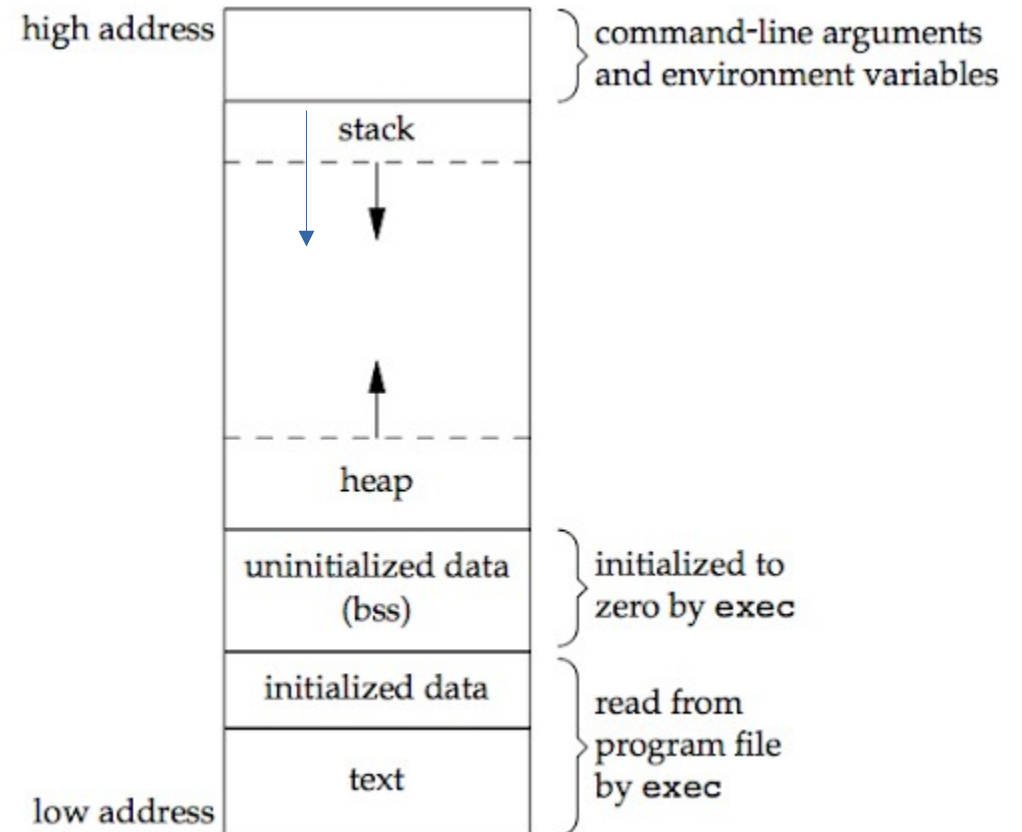 high address
command-line arguments
and environment variables
stack
heap
uninitialized data
(bss)
initialized to
zero by exec
initialized data
read from
program file
by exec
text
low address